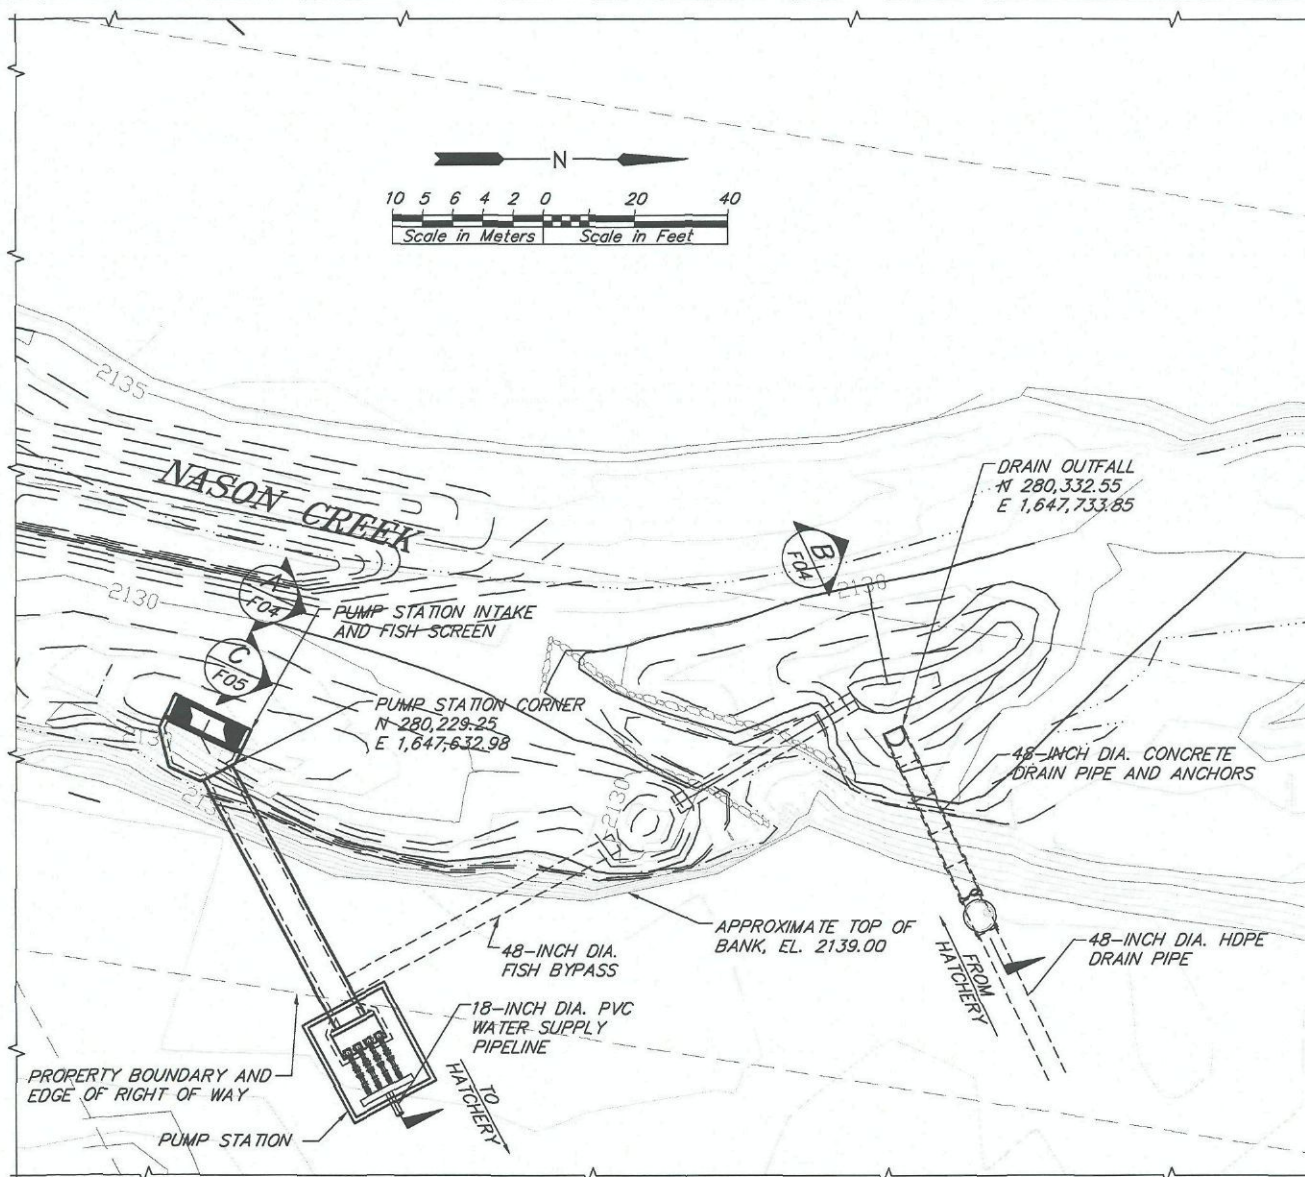 N
10 5 6 4 2 0 20 40
Scale in Meters Scale in Feet
2135
NASON CREEK
DRAIN OUTFALL
N 280,332.55
E 1,647,733.85
B
F04
2130
A
F04
2130
PUMP STATION INTAKE
AND FISH SCREEN
C
F05
PUMP STATION CORNER
N 280,229.25
E 1,647,632.98
48-INCH DIA. CONCRETE
DRAIN PIPE AND ANCHORS
2130
APPROXIMATE TOP OF
BANK, EL. 2139.00
48-INCH DIA.
FISH BYPASS
48-INCH DIA. HDPE
DRAIN PIPE
FROM
HATCHERY
18-INCH DIA. PVC
WATER SUPPLY
PIPELINE
PROPERTY BOUNDARY AND
EDGE OF RIGHT OF WAY
TO
HATCHERY
PUMP STATION